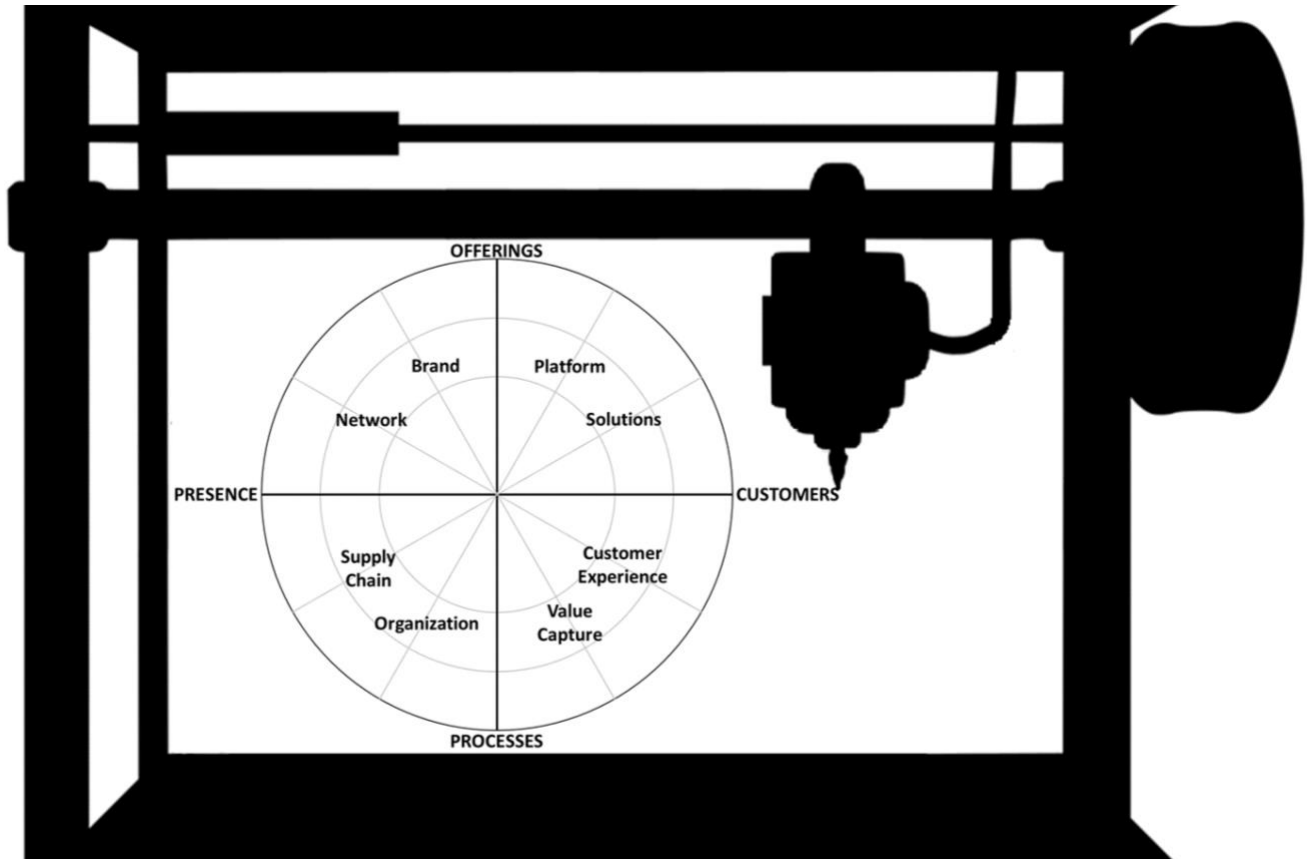 OFFERINGS
Brand
Platform
Network
Solutions
PRESENCE
CUSTOMERS
Supply
Chain
Customer
Experience
Organization
Value
Capture
PROCESSES